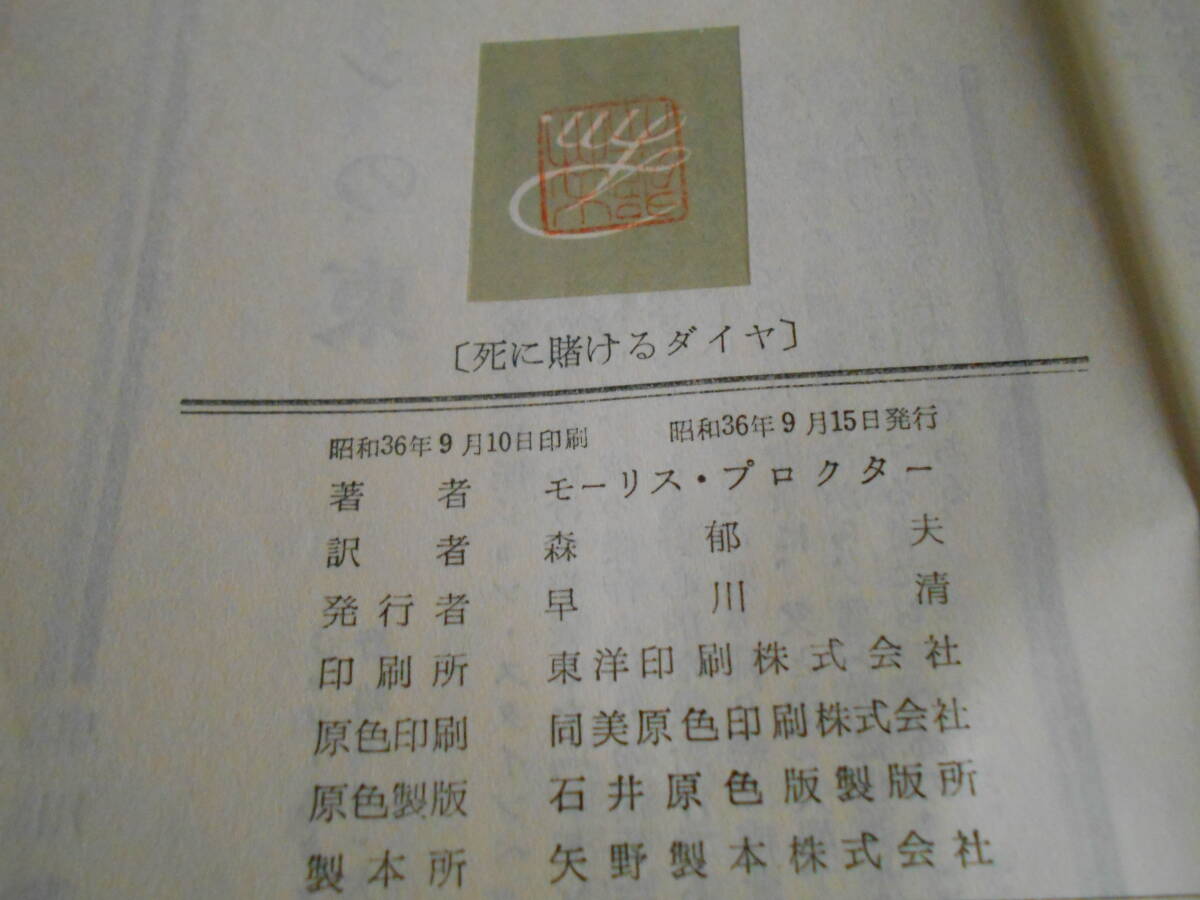 〔死に賭けるダイヤ〕
昭和36年9月10日印刷 昭和36年9月15日発行
著者 モーリス・プロクター
訳者 森郁夫
発行者 早川清
印刷所 東洋印刷株式会社
原色印刷 同美原色印刷株式会社
原色製版 石井原色版製版所
製本所 矢野製本株式会社